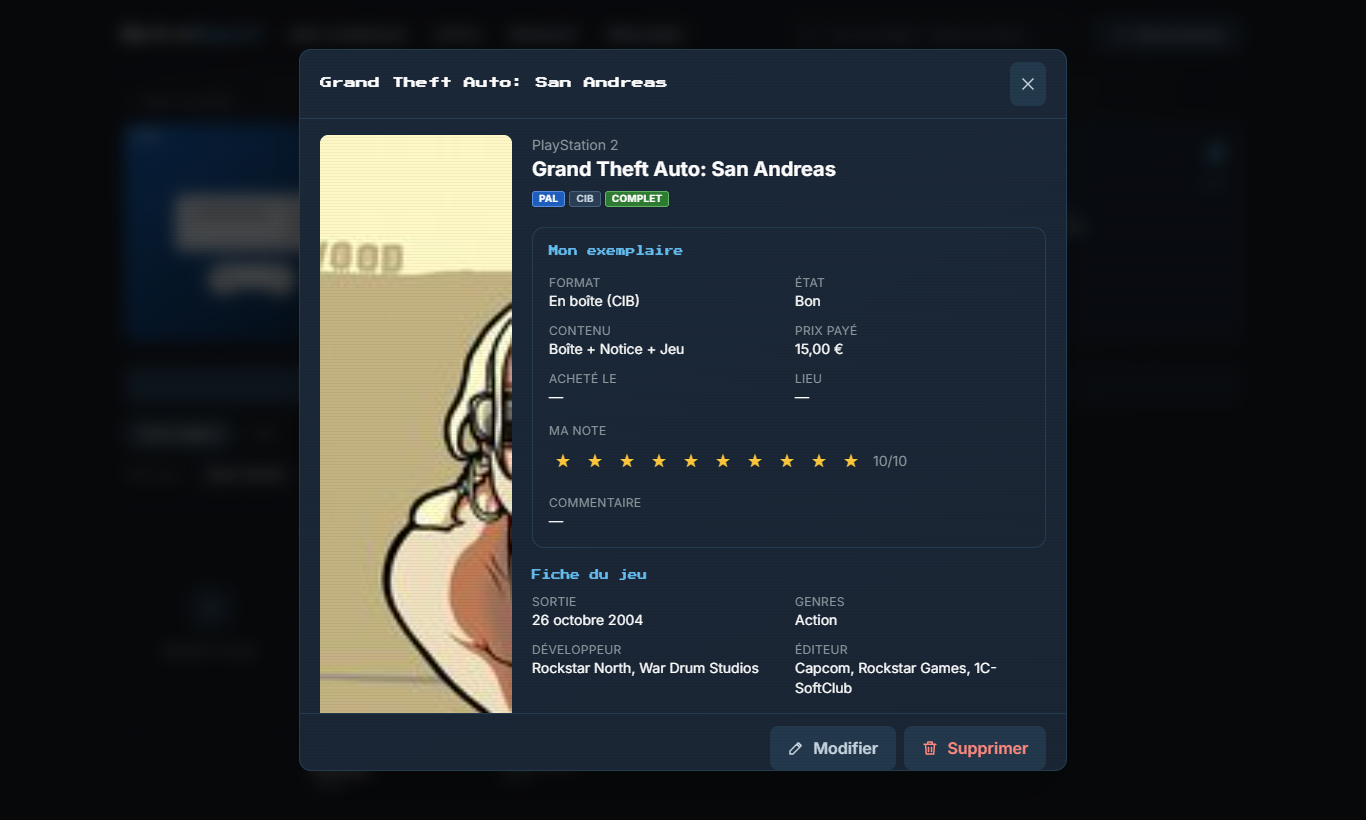 Grand Theft Auto: San Andreas
PlayStation 2
Grand Theft Auto: San Andreas
PAL CIB COMPLET
WOOD
Mon exemplaire
FORMAT ÉTAT
En boîte (CIB) Bon
CONTENU PRIX PAYÉ
Boîte + Notice + Jeu 15,00 €
ACHETÉ LE LIEU
— —
MA NOTE
★ ★ ★ ★ ★ ★ ★ ★ ★ ★ 10/10
COMMENTAIRE
—
Fiche du jeu
SORTIE GENRES
26 octobre 2004 Action
DÉVELOPPEUR ÉDITEUR
Rockstar North, War Drum Studios Capcom, Rockstar Games, 1C-
SoftClub
Modifier Supprimer